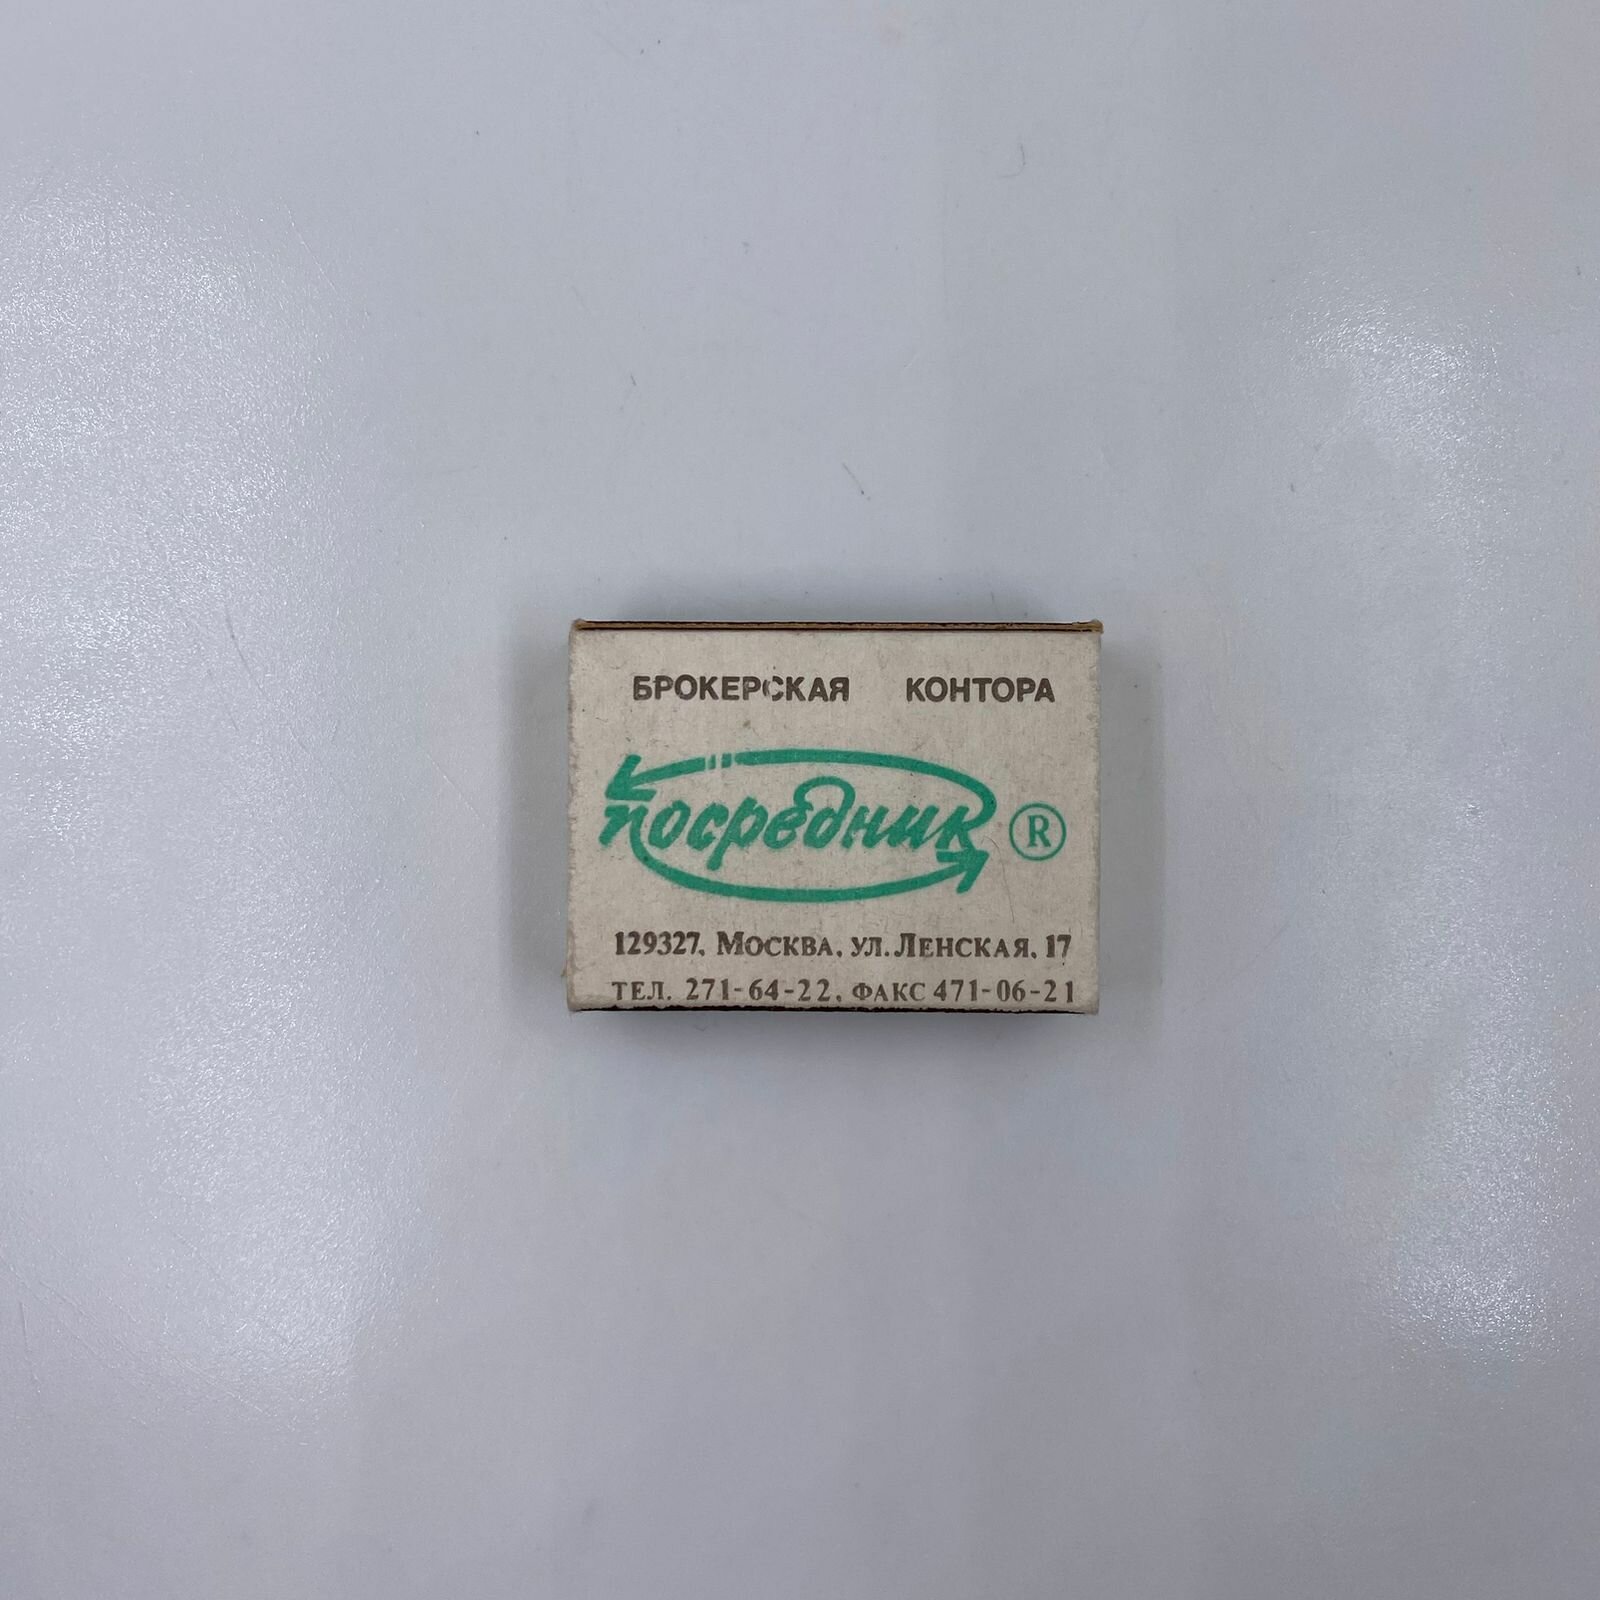 БРОКЕРСКАЯ КОНТОРА
посредник ®
129327, МОСКВА, УЛ. ЛЕНСКАЯ, 17
ТЕЛ. 271-64-22, ФАКС 471-06-21